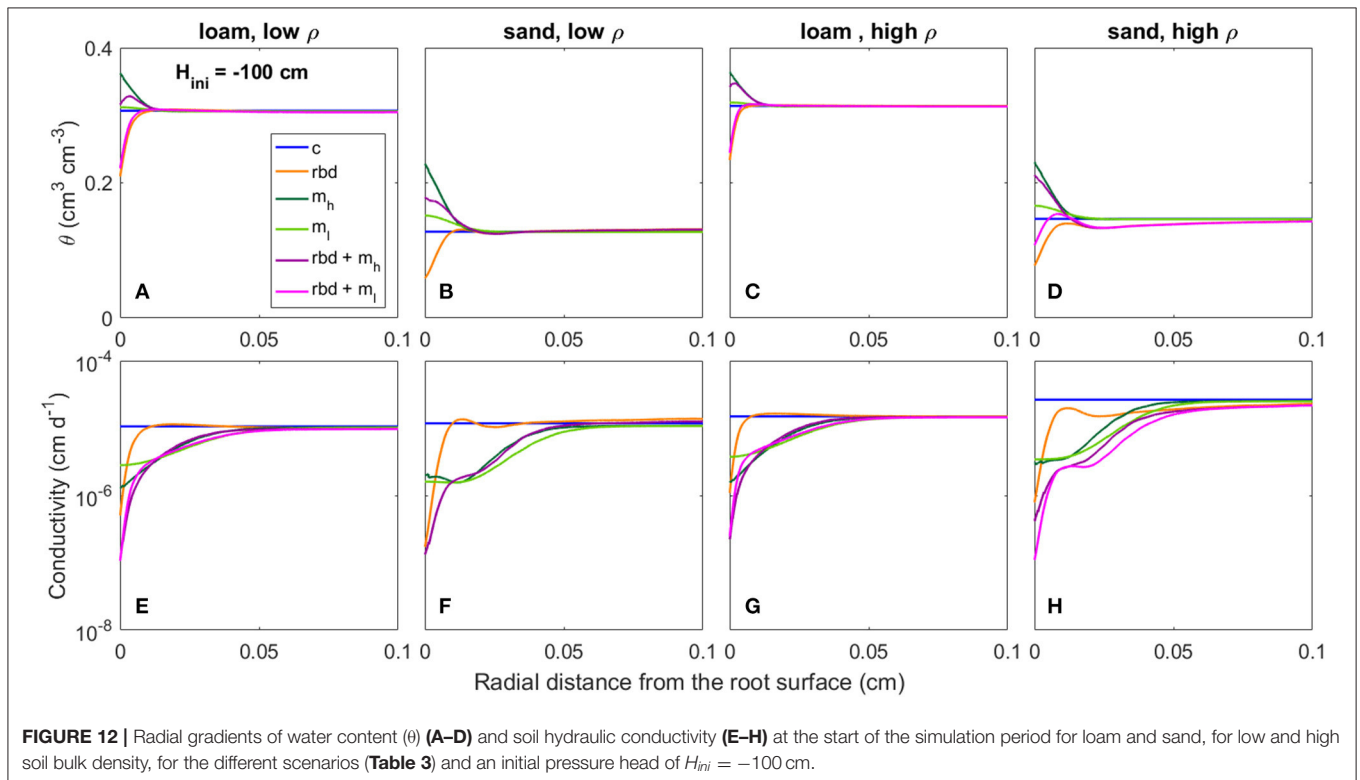 loam, low ρ
sand, low ρ
loam , high ρ
sand, high ρ
H_ini = -100 cm
θ (cm³ cm⁻³)
0.4
0.2
0
c
rbd
m_h
m_l
rbd + m_h
rbd + m_l
A
B
C
D
0 0.05 0.1
0 0.05 0.1
0 0.05 0.1
0 0.05 0.1
Conductivity (cm d⁻¹)
10⁻⁴
10⁻⁶
10⁻⁸
E
F
G
H
0 0.05 0.1
0 0.05 0.1
0 0.05 0.1
0 0.05 0.1
Radial distance from the root surface (cm)
FIGURE 12 | Radial gradients of water content (θ) (A–D) and soil hydraulic conductivity (E–H) at the start of the simulation period for loam and sand, for low and high
soil bulk density, for the different scenarios (Table 3) and an initial pressure head of H_ini = −100 cm.